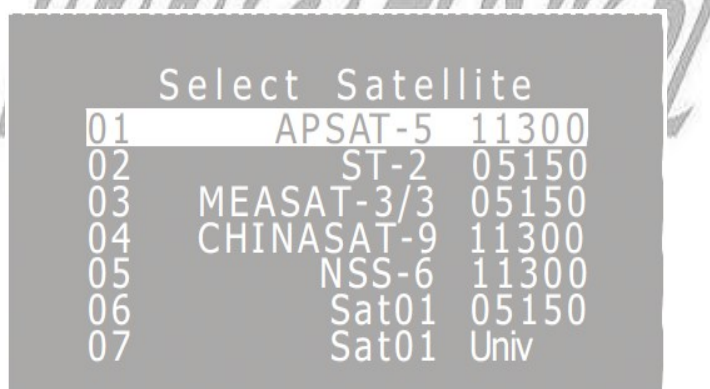 Select Satellite
01 APSAT-5 11300
02 ST-2 05150
03 MEASAT-3/3 05150
04 CHINASAT-9 11300
05 NSS-6 11300
06 Sat01 05150
07 Sat01 Univ